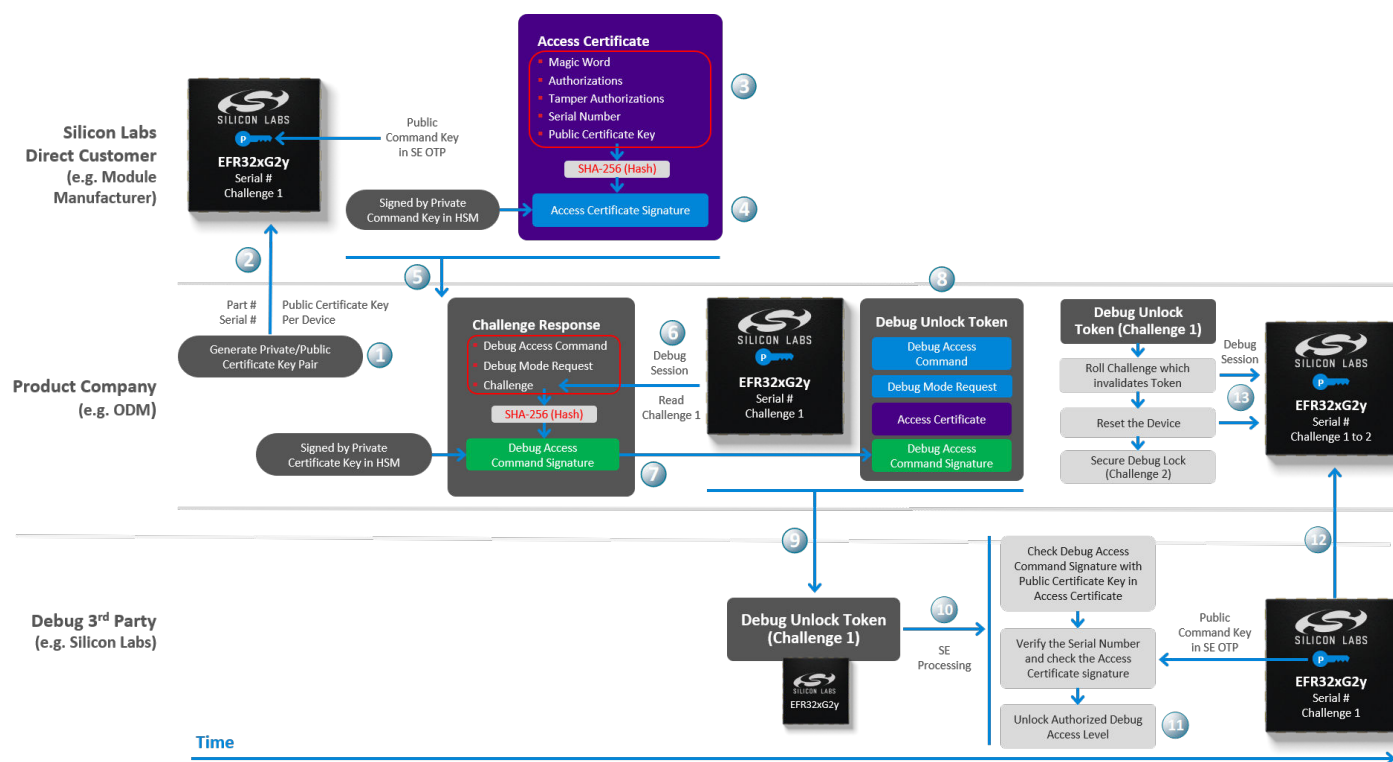 Silicon Labs
Direct Customer
(e.g. Module
Manufacturer)
SILICON LABS
P
EFR32xG2y
Serial #
Challenge 1
Public
Command Key
in SE OTP
Access Certificate
Magic Word
Authorizations
Tamper Authorizations
Serial Number
Public Certificate Key
SHA-256 (Hash)
3
Signed by Private
Command Key in HSM
Access Certificate Signature
4
2
5
Part #
Serial #
Public Certificate Key
Per Device
Generate Private/Public
Certificate Key Pair
1
Product Company
(e.g. ODM)
Challenge Response
Debug Access Command
Debug Mode Request
Challenge
SHA-256 (Hash)
Signed by Private
Certificate Key in HSM
Debug Access
Command Signature
7
6
Debug
Session
Read
Challenge 1
SILICON LABS
P
EFR32xG2y
Serial #
Challenge 1
8
Debug Unlock Token
Debug Access
Command
Debug Mode Request
Access Certificate
Debug Access
Command Signature
Debug Unlock
Token (Challenge 1)
Roll Challenge which
invalidates Token
Reset the Device
Secure Debug Lock
(Challenge 2)
Debug
Session
13
SILICON LABS
P
EFR32xG2y
Serial #
Challenge 1 to 2
Debug 3rd Party
(e.g. Silicon Labs)
9
Debug Unlock Token
(Challenge 1)
SILICON LABS
EFR32xG2y
10
SE
Processing
Check Debug Access
Command Signature with
Public Certificate Key in
Access Certificate
Verify the Serial Number
and check the Access
Certificate signature
Unlock Authorized Debug
Access Level
11
Public
Command Key
in SE OTP
12
SILICON LABS
P
EFR32xG2y
Serial #
Challenge 1
Time